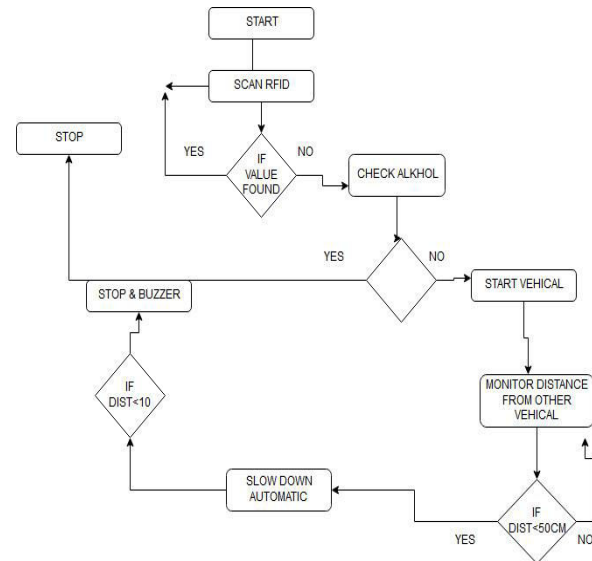 START
SCAN RFID
STOP
YES
IF
VALUE
FOUND
NO
CHECK ALKHOL
YES
NO
STOP & BUZZER
START VEHICAL
IF
DIST<10
MONITOR DISTANCE
FROM OTHER
VEHICAL
SLOW DOWN
AUTOMATIC
IF
DIST<50CM
YES
NO